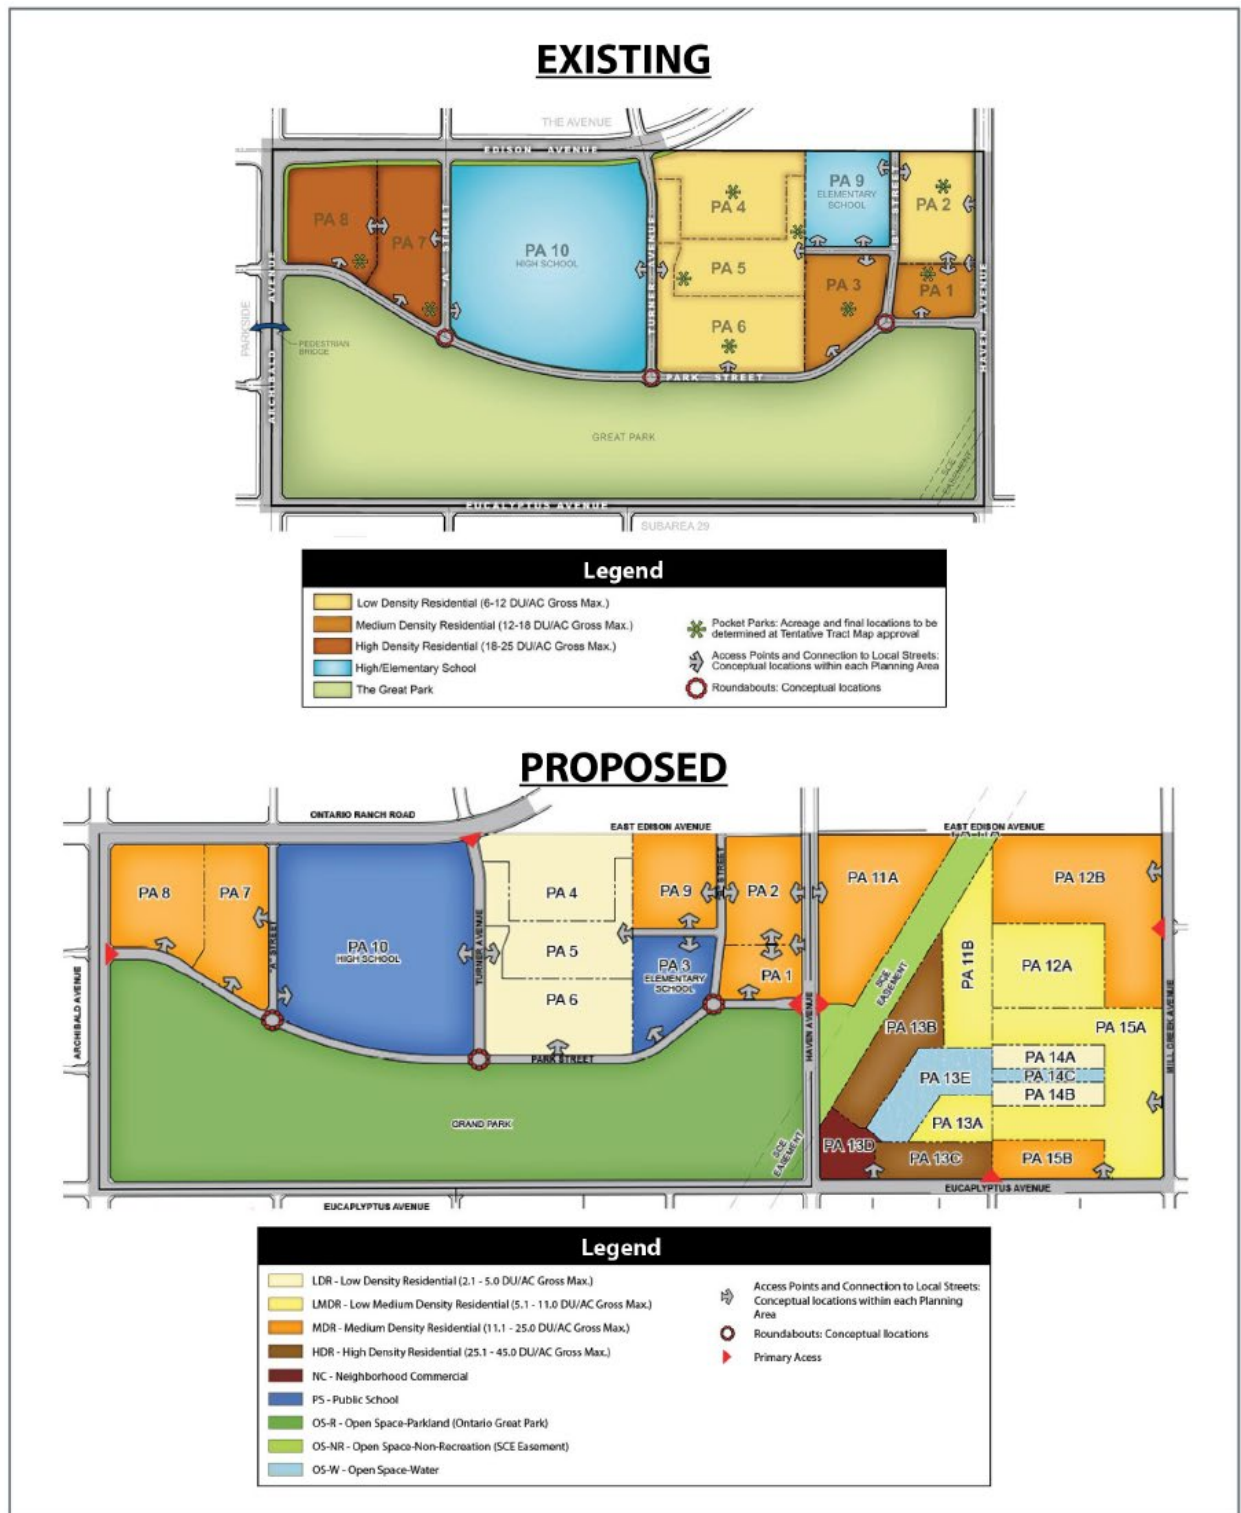 EXISTING
THE AVENUE
EDISON AVENUE
PA 8
PA 7
"A" STREET
PA 10
HIGH SCHOOL
TURNER AVENUE
PA 4
PA 5
PA 6
PA 9
ELEMENTARY
SCHOOL
STREET
PA 2
PA 3
PA 1
PARKSIDE
ARCHIBALD AVENUE
PEDESTRIAN
BRIDGE
PARK STREET
HAVEN AVENUE
GREAT PARK
SCE
EASEMENT
EUCALYPTUS AVENUE
SUBAREA 29
Legend
Low Density Residential (6-12 DU/AC Gross Max.)
Medium Density Residential (12-18 DU/AC Gross Max.)
High Density Residential (18-25 DU/AC Gross Max.)
High/Elementary School
The Great Park
Pocket Parks: Acreage and final locations to be
determined at Tentative Tract Map approval
Access Points and Connection to Local Streets:
Conceptual locations within each Planning Area
Roundabouts: Conceptual locations
PROPOSED
ONTARIO RANCH ROAD
EAST EDISON AVENUE
EAST EDISON AVENUE
PA 8
PA 7
"A" STREET
PA 10
HIGH SCHOOL
TURNER AVENUE
PA 4
PA 5
PA 6
PA 9
STREET
PA 2
PA 3
ELEMENTARY
SCHOOL
PA 1
PA 11A
PA 11B
PA 12B
PA 12A
SCE
EASEMENT
PA 13B
PA 15A
PA 14A
PA 14C
PA 14B
PA 13E
PA 13A
PA 13D
PA 13C
PA 15B
ARCHIBALD AVENUE
PARK STREET
HAVEN AVENUE
MILL CREEK AVENUE
GRAND PARK
SCE
EASEMENT
EUCAPLYPTUS AVENUE
EUCAPLYPTUS AVENUE
Legend
LDR - Low Density Residential (2.1 - 5.0 DU/AC Gross Max.)
LMDR - Low Medium Density Residential (5.1 - 11.0 DU/AC Gross Max.)
MDR - Medium Density Residential (11.1 - 25.0 DU/AC Gross Max.)
HDR - High Density Residential (25.1 - 45.0 DU/AC Gross Max.)
NC - Neighborhood Commercial
PS - Public School
OS-R - Open Space-Parkland (Ontario Great Park)
OS-NR - Open Space-Non-Recreation (SCE Easement)
OS-W - Open Space-Water
Access Points and Connection to Local Streets:
Conceptual locations within each Planning
Area
Roundabouts: Conceptual locations
Primary Acess